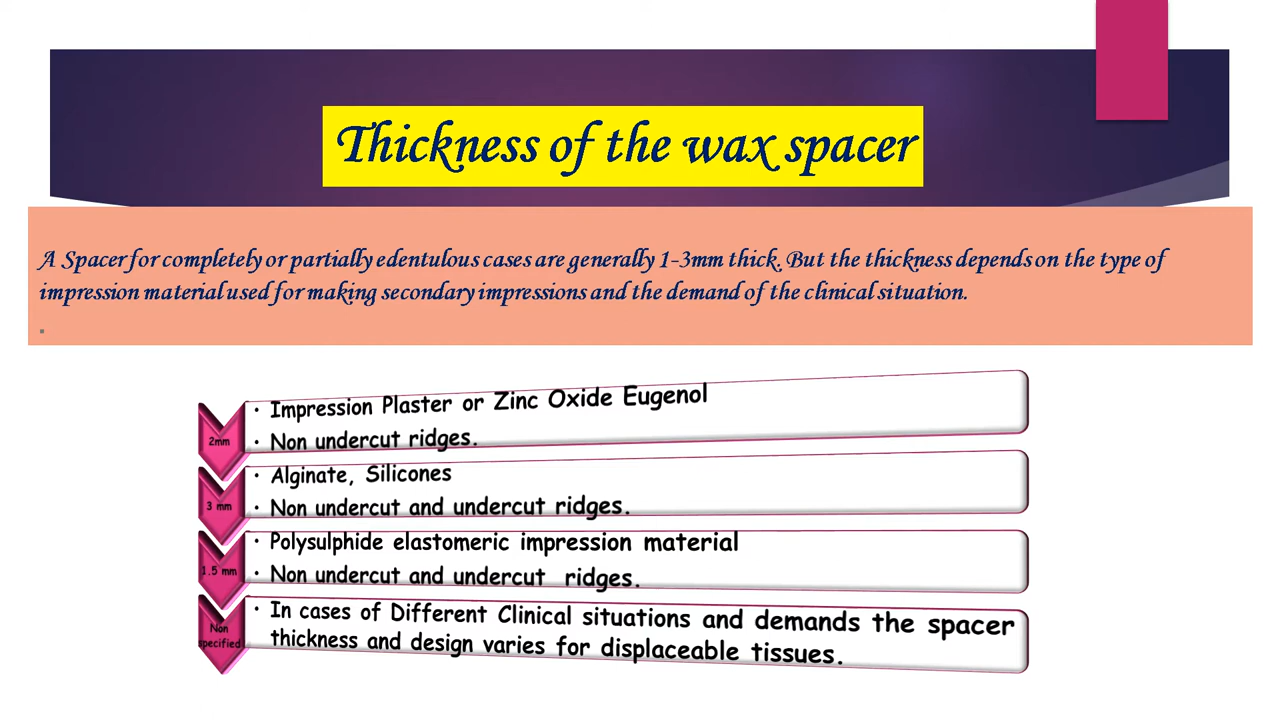 Thickness of the wax spacer
A Spacer for completely or partially edentulous cases are generally 1-3mm thick. But the thickness depends on the type of
impression material used for making secondary impressions and the demand of the clinical situation.
2mm
• Impression Plaster or Zinc Oxide Eugenol
• Non undercut ridges.
3 mm
• Alginate, Silicones
• Non undercut and undercut ridges.
1.5 mm
• Polysulphide elastomeric impression material
• Non undercut and undercut ridges.
Non
specified
• In cases of Different Clinical situations and demands the spacer
thickness and design varies for displaceable tissues.